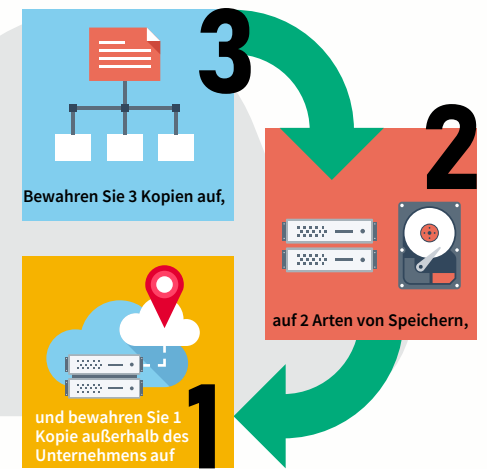 3
Bewahren Sie 3 Kopien auf,
2
auf 2 Arten von Speichern,
1
und bewahren Sie 1
Kopie außerhalb des
Unternehmens auf